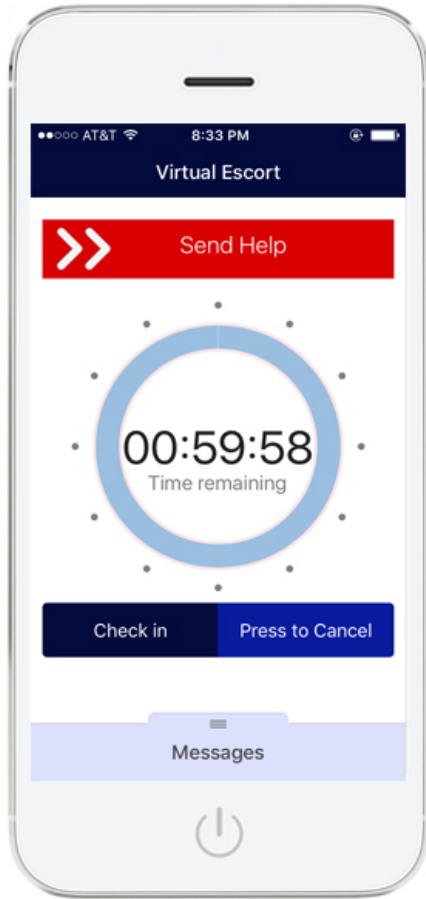 AT&T 8:33 PM
Virtual Escort
Send Help
00:59:58
Time remaining
Check in Press to Cancel
Messages